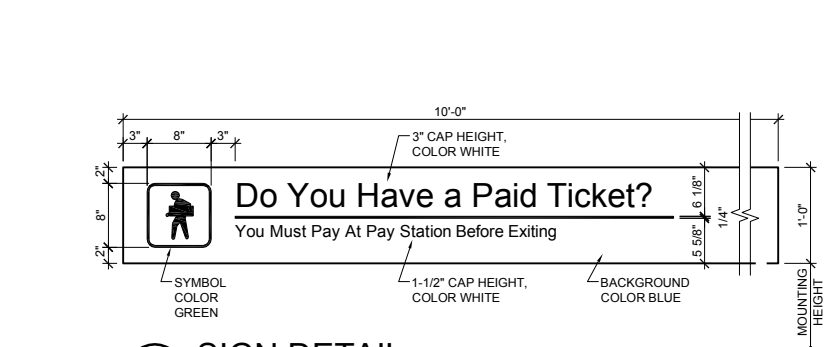 10'-0"
3" 8" 3"
3" CAP HEIGHT,
COLOR WHITE
2"
8"
2"
Do You Have a Paid Ticket?
You Must Pay At Pay Station Before Exiting
6 1/8"
1/4"
5 5/8"
1'-0"
SYMBOL
COLOR
GREEN
1-1/2" CAP HEIGHT,
COLOR WHITE
BACKGROUND
COLOR BLUE
MOUNTING
HEIGHT
SIGN DETAIL